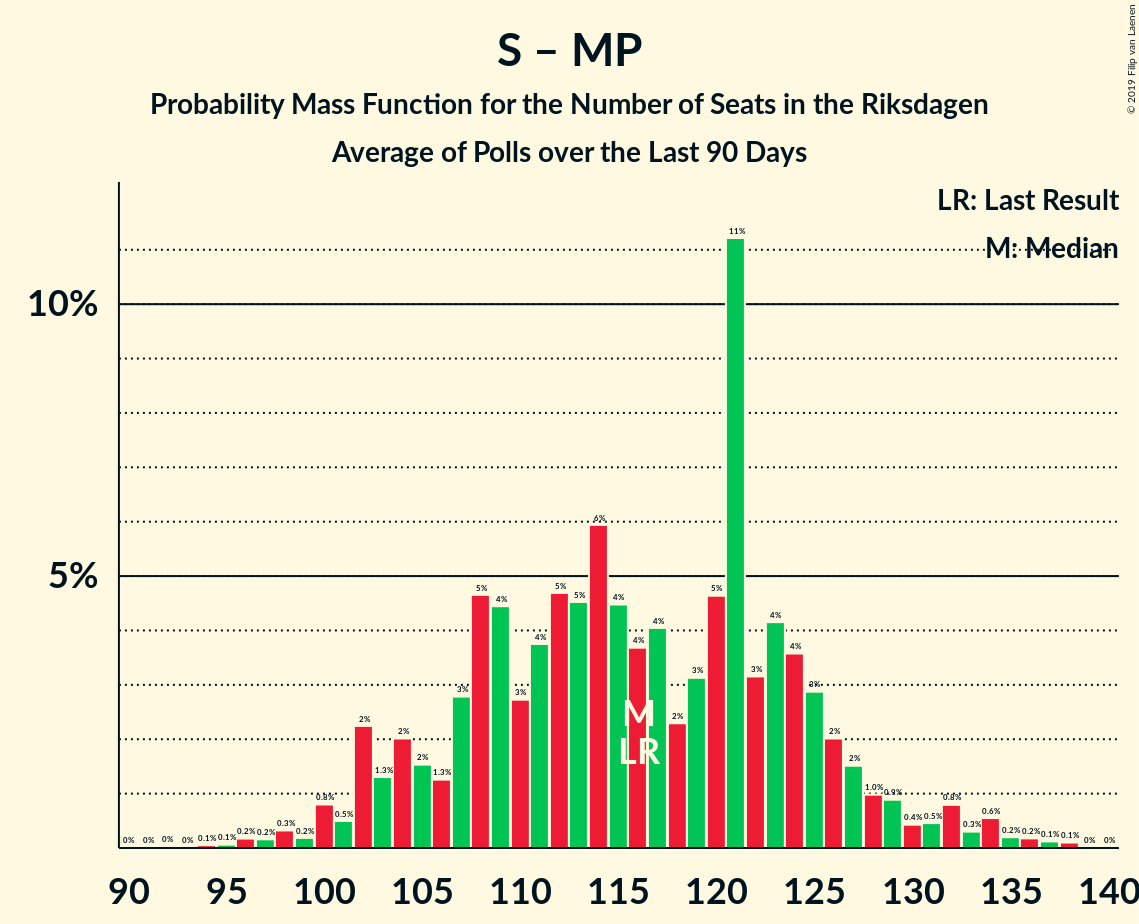 © 2019 Filip van Laenen
S – MP
Probability Mass Function for the Number of Seats in the Riksdagen
Average of Polls over the Last 90 Days
LR: Last Result
M: Median
10%
5%
0% 0% 0% 0% 0.1% 0.1% 0.2% 0.2% 0.3% 0.2% 0.8% 0.5% 2% 1.3% 2% 2% 1.3% 3% 5% 4% 3% 4% 5% 5% 6% 4% 4% 4% 2% 3% 5% 11% 3% 4% 4% 3% 2% 2% 1.0% 0.9% 0.4% 0.5% 0.8% 0.3% 0.6% 0.2% 0.2% 0.1% 0.1% 0% 0%
M
LR
90 95 100 105 110 115 120 125 130 135 140